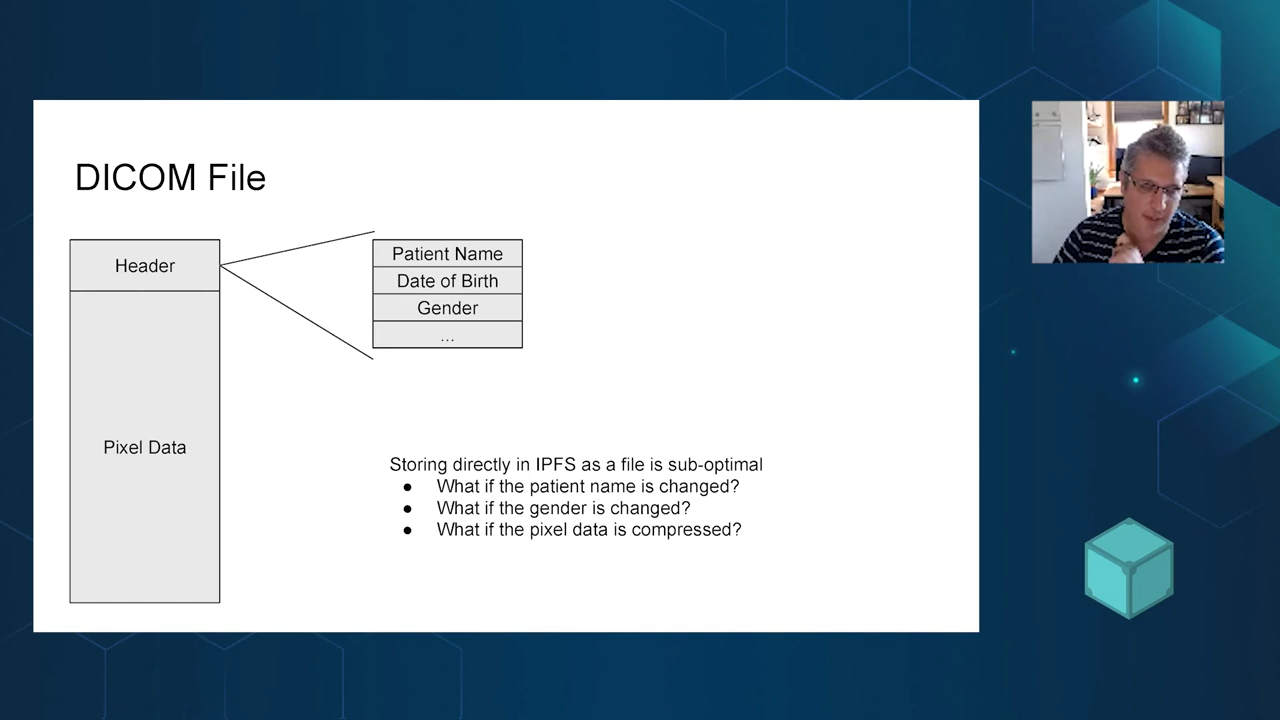 DICOM File
Header
Pixel Data
Patient Name
Date of Birth
Gender
...
Storing directly in IPFS as a file is sub-optimal
● What if the patient name is changed?
● What if the gender is changed?
● What if the pixel data is compressed?